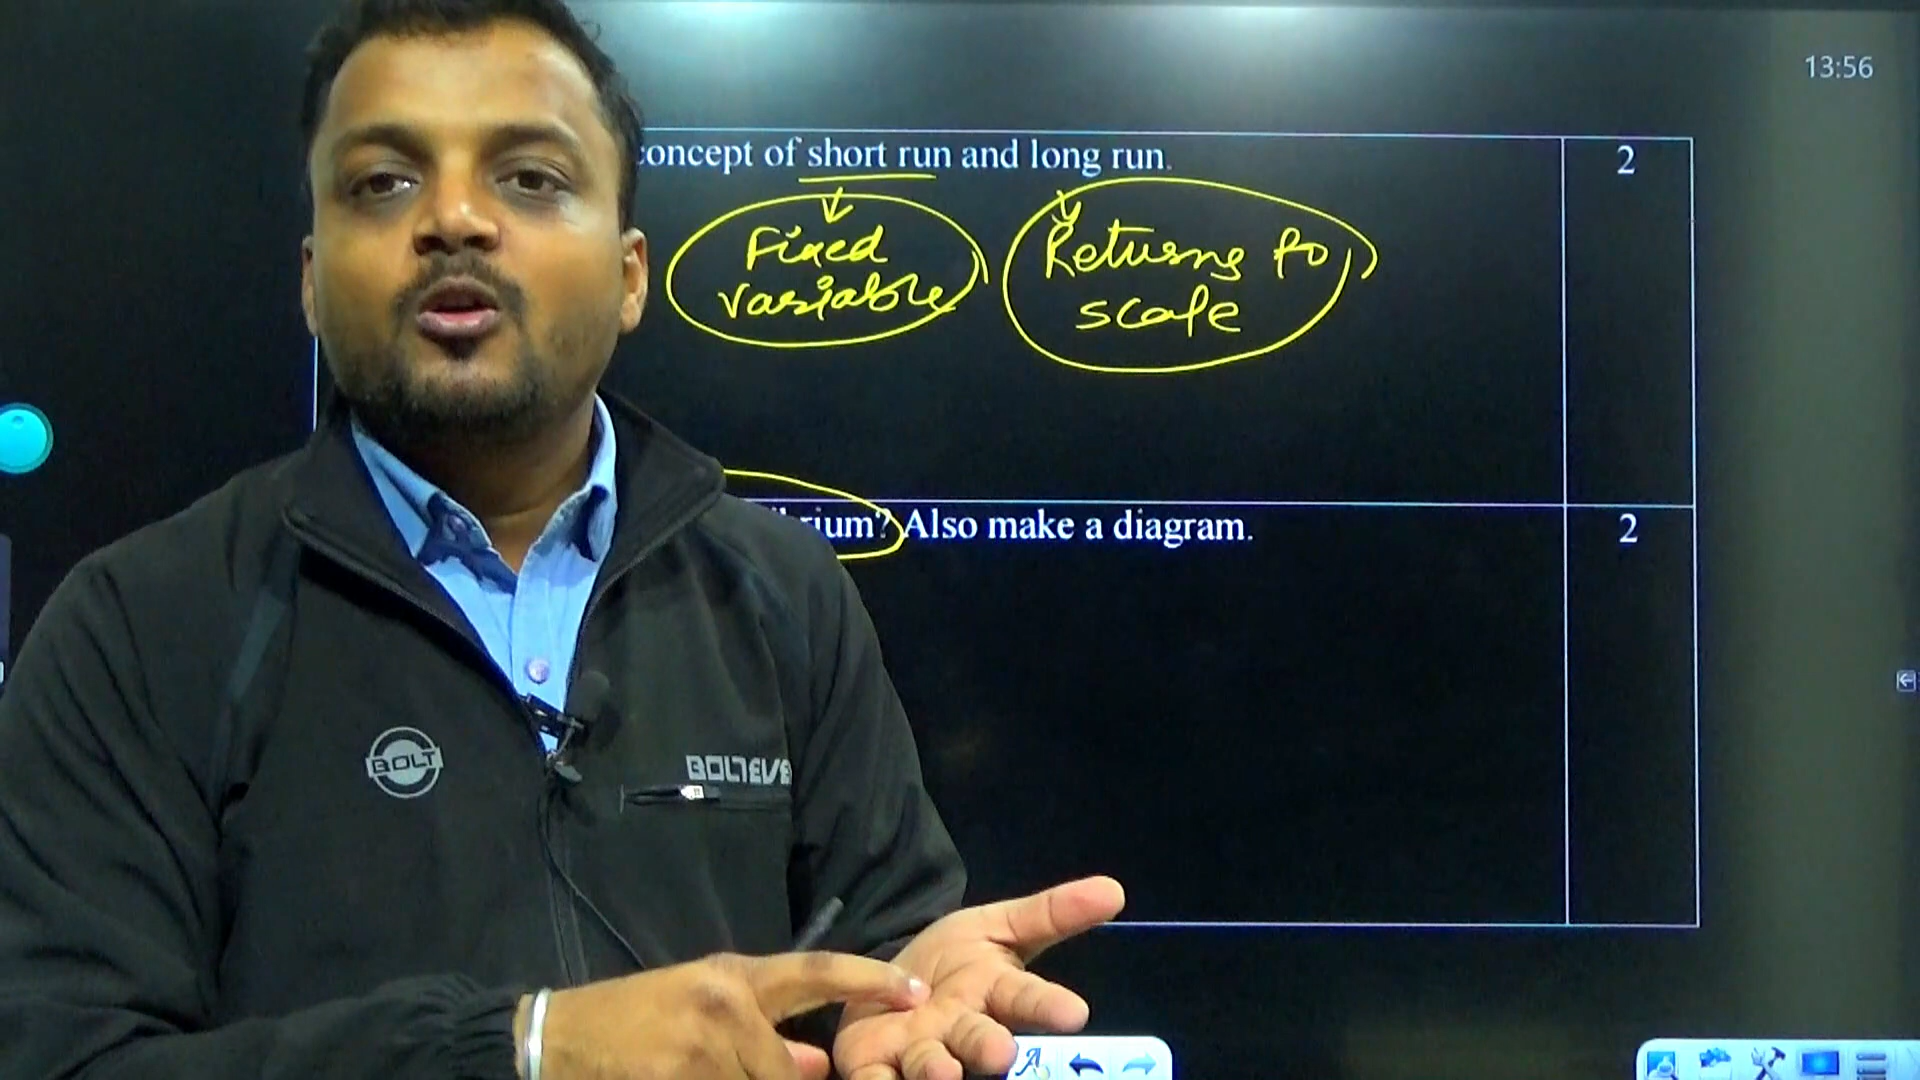 13:56
concept of short run and long run.
2
Fixed
variable
Returns to
scale
Also make a diagram.
2
BOLT